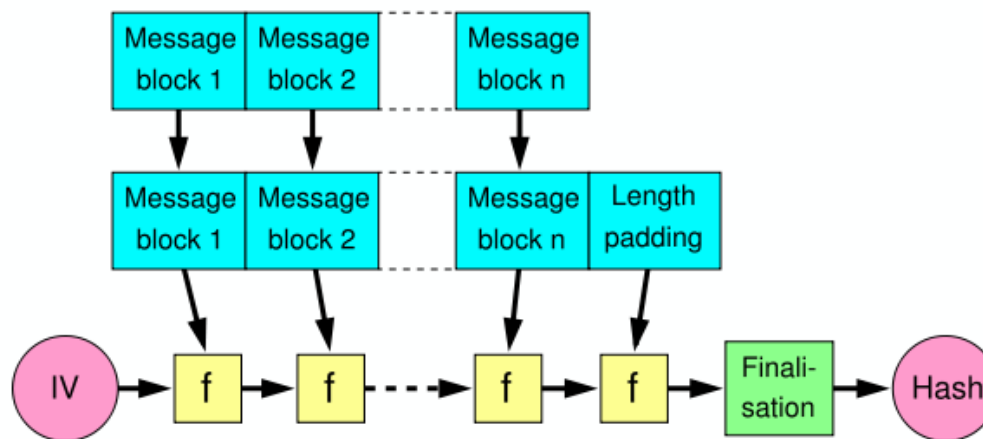 Message
block 1
Message
block 2
Message
block n
Message
block 1
Message
block 2
Message
block n
Length
padding
IV
f
f
f
f
Finali-
sation
Hash